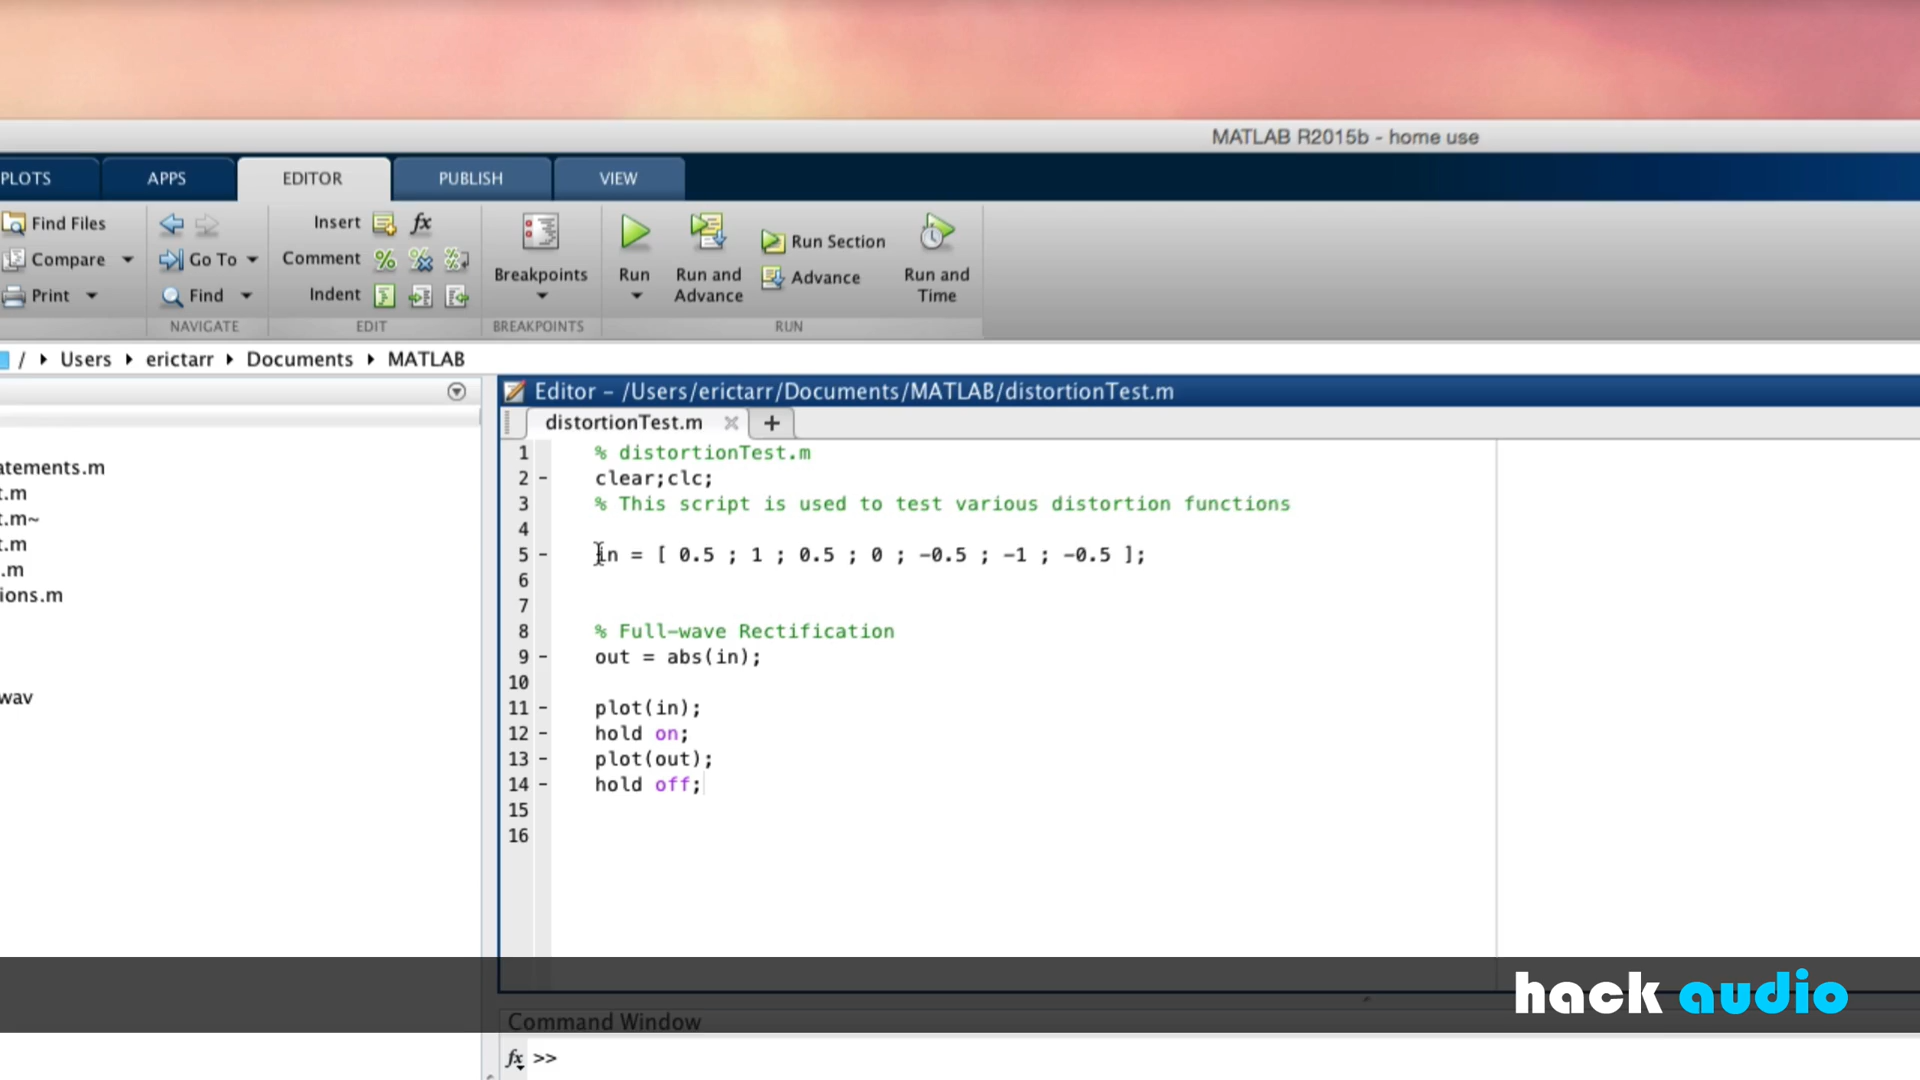 MATLAB R2015b - home use
PLOTS
APPS
EDITOR
PUBLISH
VIEW
Find Files
Compare
Print
Go To
Find
NAVIGATE
Insert
fx
Comment
Indent
EDIT
Breakpoints
BREAKPOINTS
Run
Run and Advance
Run Section
Advance
Run and Time
RUN
/ Users erictarr Documents MATLAB
atements.m
t.m
t.m~
t.m
.m
ions.m
wav
Editor - /Users/erictarr/Documents/MATLAB/distortionTest.m
distortionTest.m
1 % distortionTest.m
2 - clear;clc;
3 % This script is used to test various distortion functions
4
5 - in = [ 0.5 ; 1 ; 0.5 ; 0 ; -0.5 ; -1 ; -0.5 ];
6
7
8 % Full-wave Rectification
9 - out = abs(in);
10
11 - plot(in);
12 - hold on;
13 - plot(out);
14 - hold off;
15
16
hack audio
Command Window
fx >>